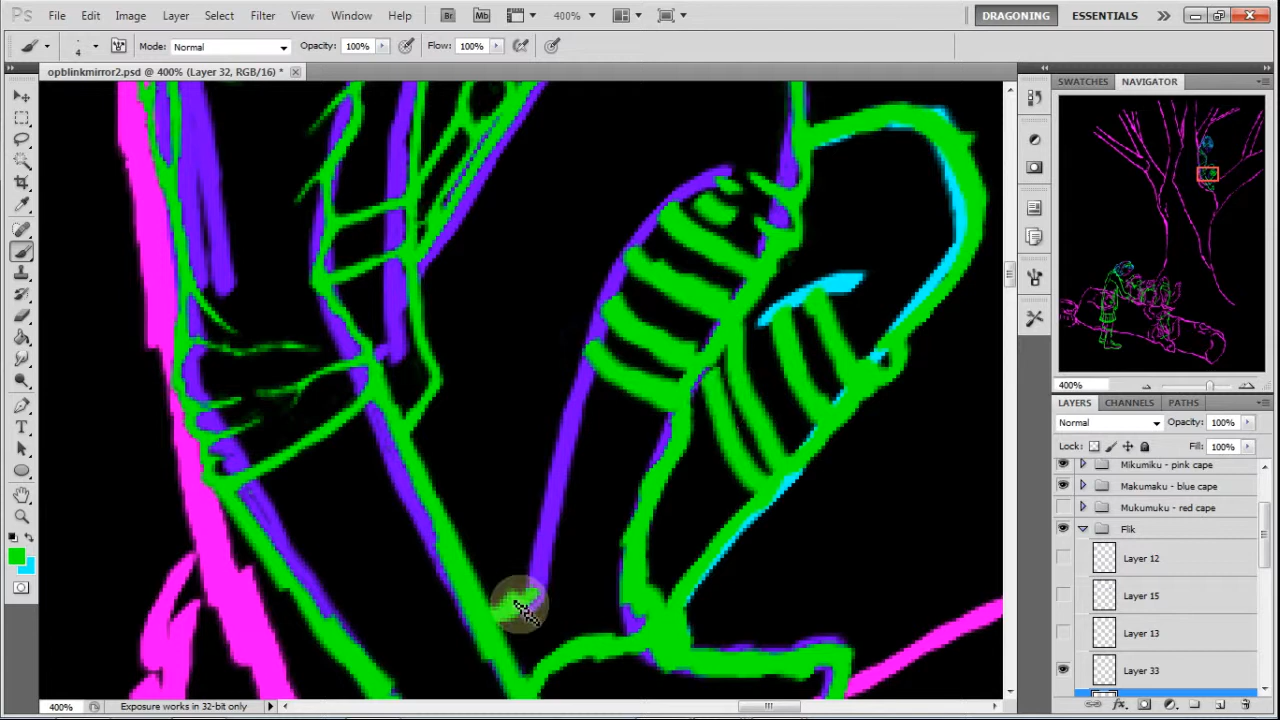 Ps File Edit Image Layer Select Filter View Window Help Br Mb 400% DRAGONING ESSENTIALS
4 Mode: Normal Opacity: 100% Flow: 100%
opblinkmirror2.psd @ 400% (Layer 32, RGB/16) *
SWATCHES NAVIGATOR
400%
LAYERS CHANNELS PATHS
Normal Opacity: 100%
Lock: Fill: 100%
Mikumiku - pink cape
Makumaku - blue cape
Mukumuku - red cape
Flik
Layer 12
Layer 15
Layer 13
Layer 33
400% Exposure works in 32-bit only